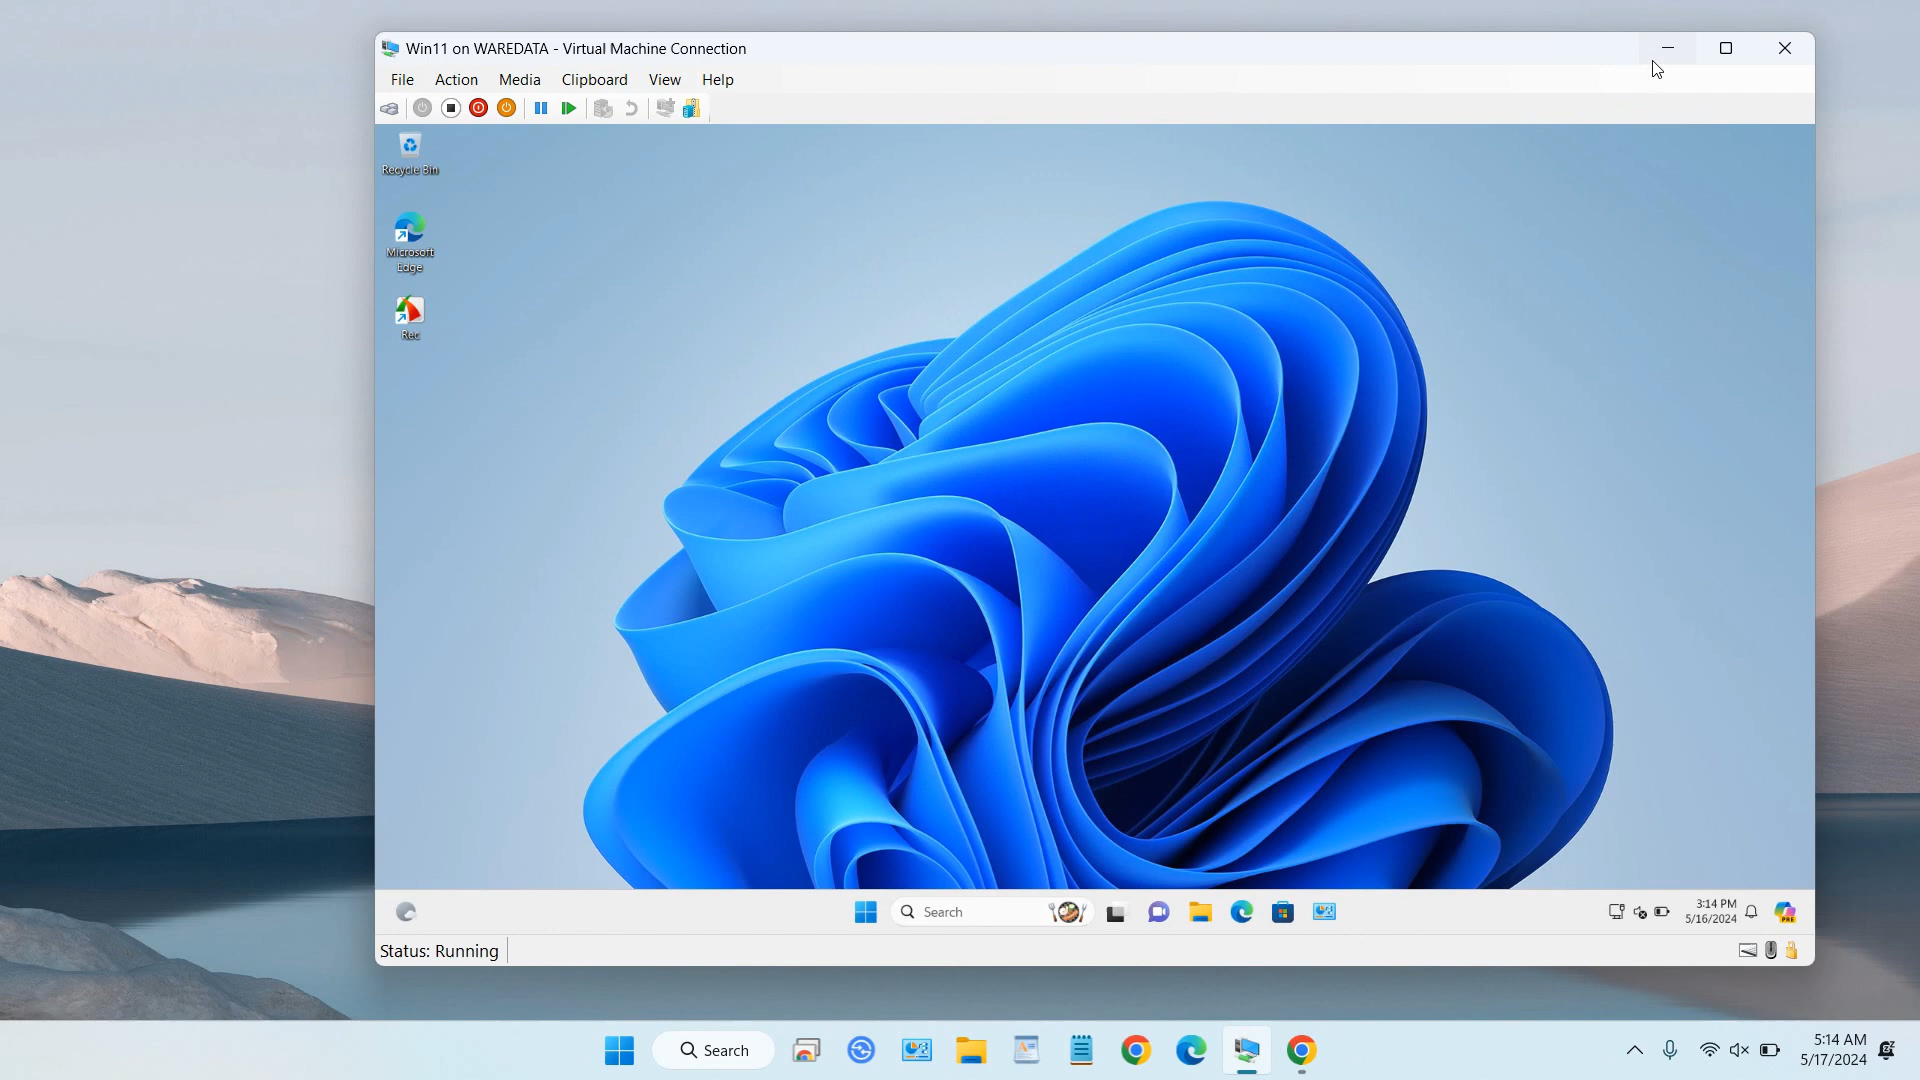 Win11 on WAREDATA - Virtual Machine Connection
File Action Media Clipboard View Help
Recycle Bin
Microsoft
Edge
Rec
Search
3:14 PM
5/16/2024
PRE
Status: Running
Search
5:14 AM
5/17/2024